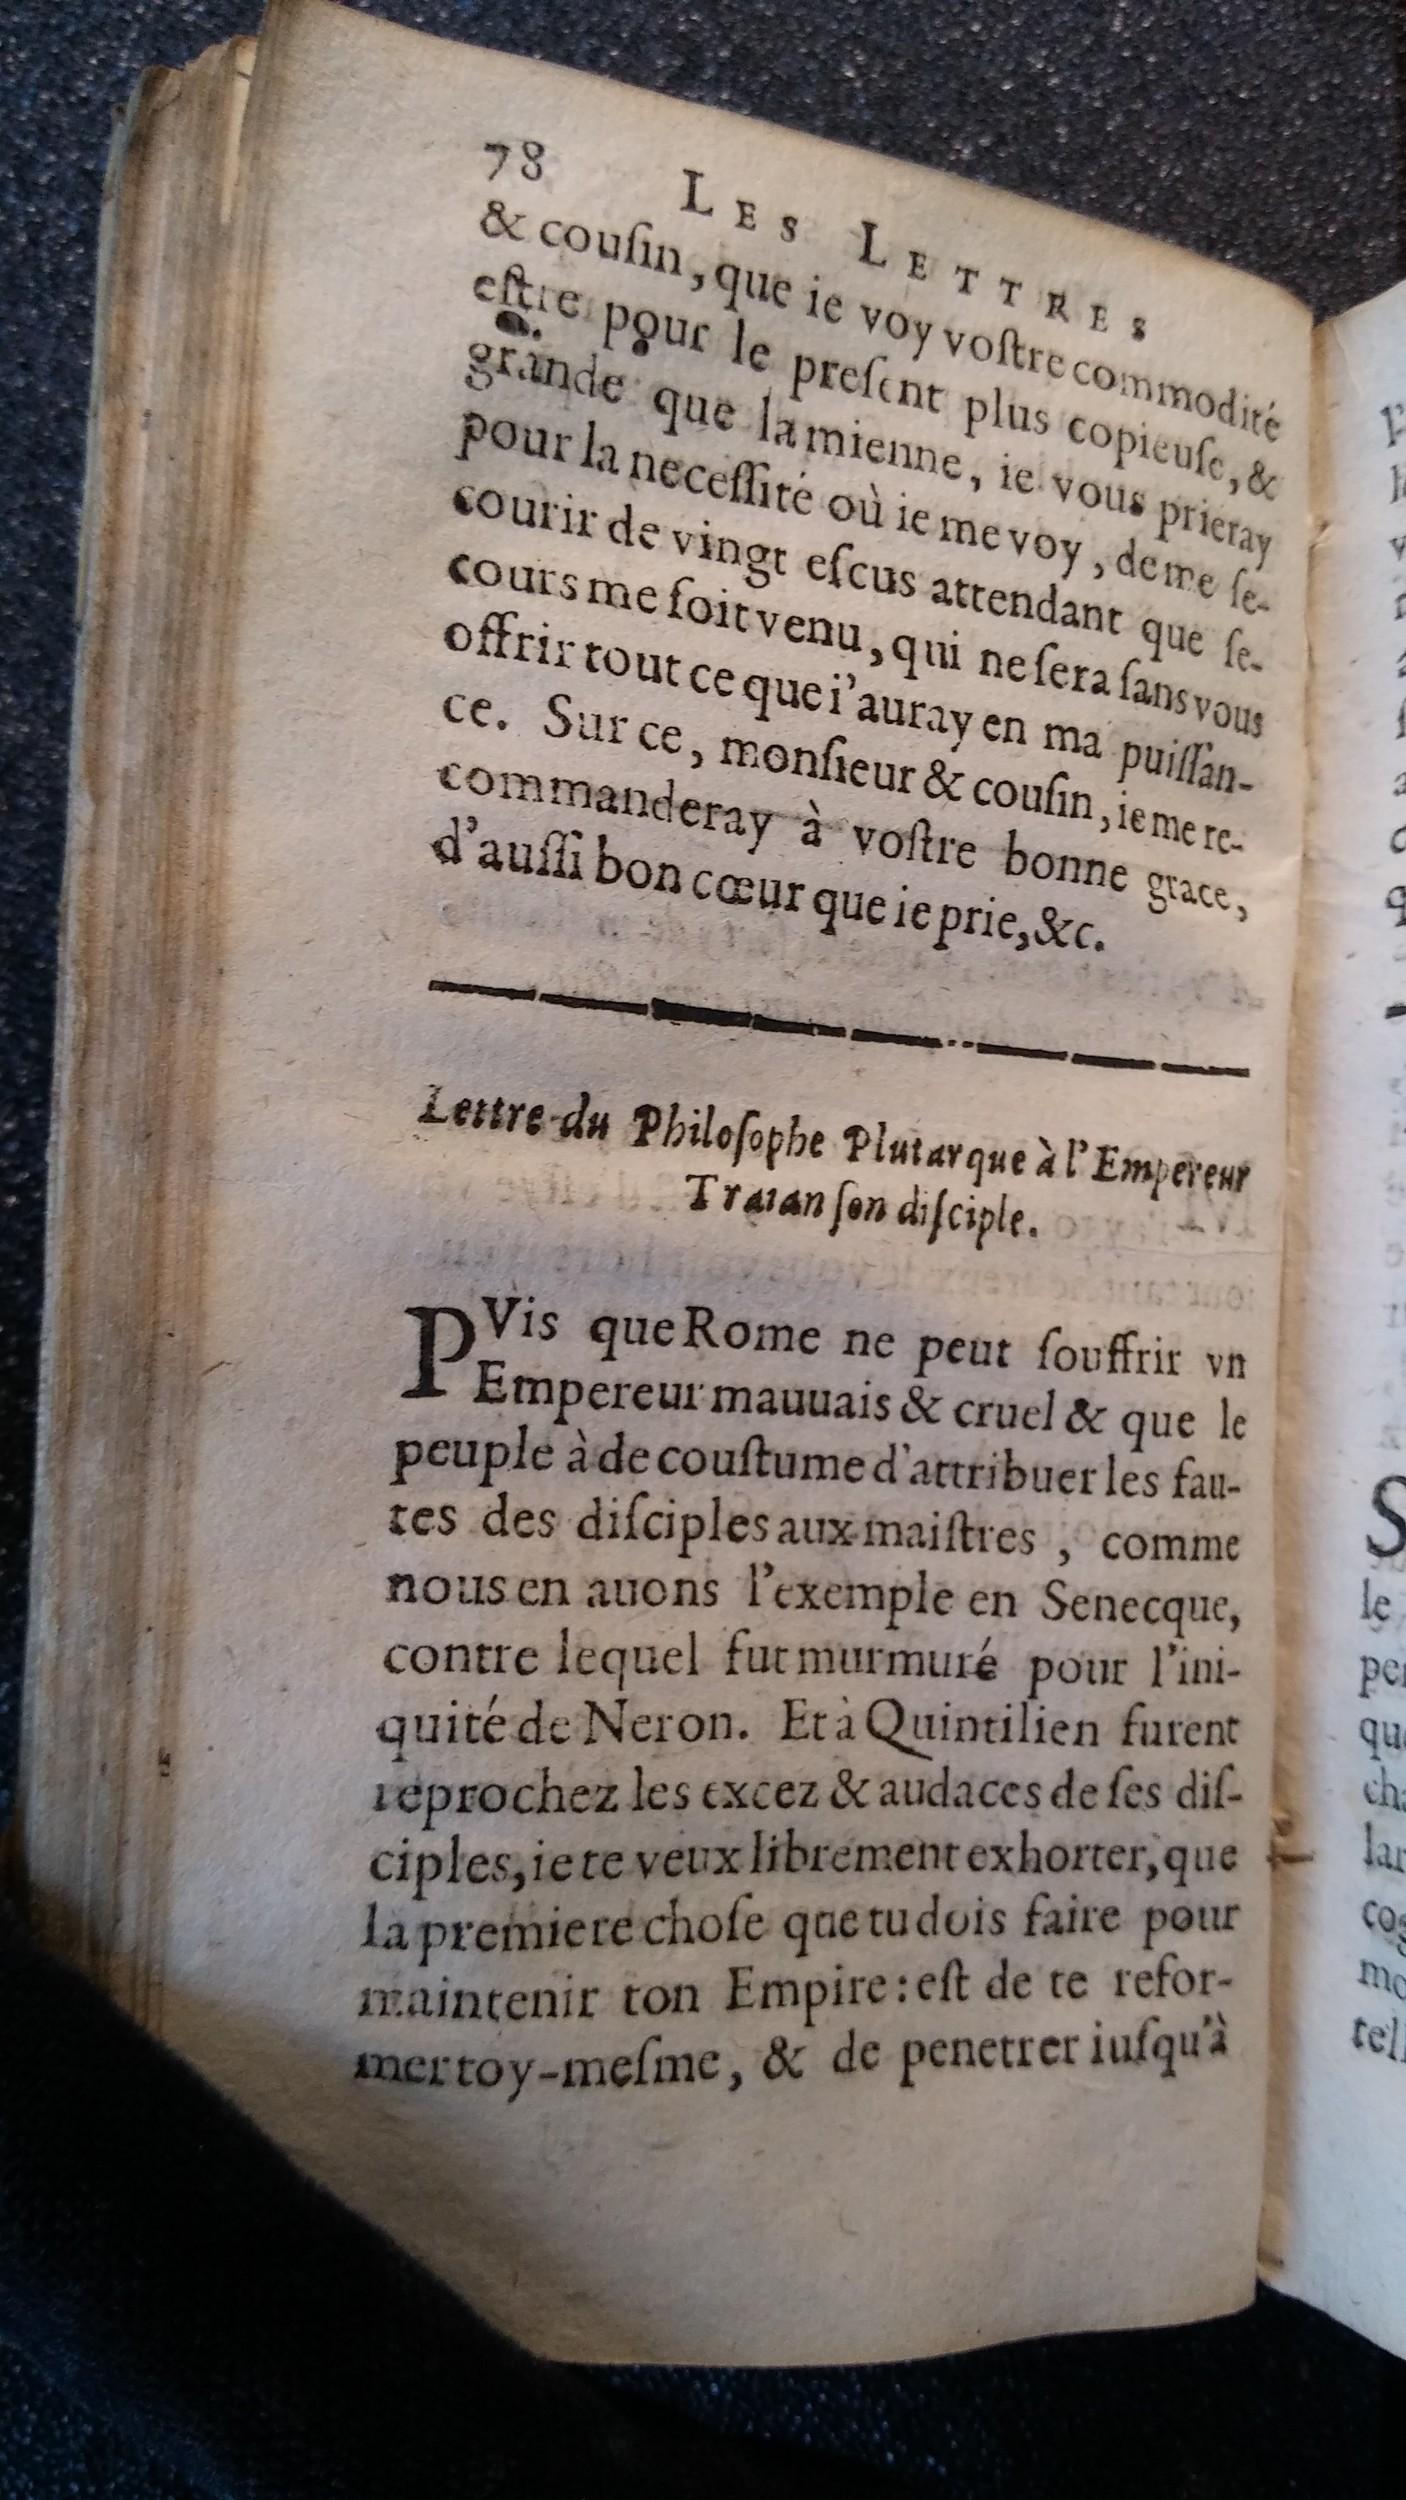 78 LES LETTRES
& couſin, que ie voy voſtre commodité
eſtre pour le preſent plus copieuſe, &
grande que la mienne, ie vous prieray
pour la neceſſité où ie me voy, de me ſe-
courir de vingt eſcus attendant que ſe-
cours me ſoit venu, qui ne ſera ſans vous
offrir tout ce que i'auray en ma puiſſan-
ce. Sur ce, monſieur & couſin, ie me re-
commanderay à voſtre bonne grace,
d'auſſi bon cœur que ie prie, &c.
Lettre du Philoſophe Plutarque à l'Empereur
Traian ſon diſciple.
PVis que Rome ne peut ſouffrir vn
Empereur mauuais & cruel & que le
peuple à de couſtume d'attribuer les fau-
tes des diſciples aux maiſtres, comme
nous en auons l'exemple en Senecque,
contre lequel fut murmuré pour l'ini-
quité de Neron. Et à Quintilien furent
reprochez les excez & audaces de ſes diſ-
ciples, ie te veux librement exhorter, que
la premiere choſe que tu dois faire pour
maintenir ton Empire: eſt de te refor-
mer toy-meſme, & de penetrer iuſqu'à